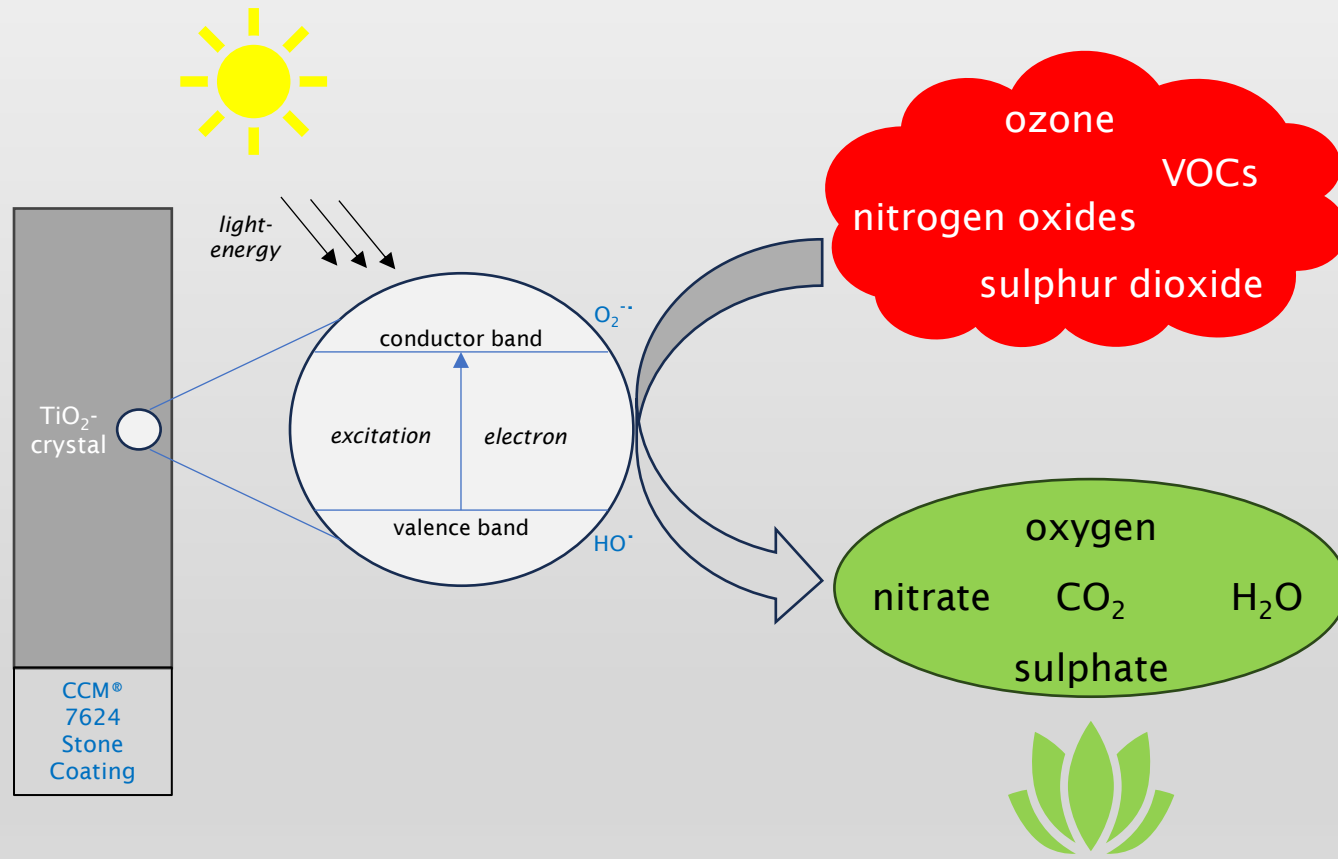 light-
energy
TiO₂-
crystal
CCM®
7624
Stone
Coating
O₂⁻˙
conductor band
excitation electron
valence band
HO˙
ozone
VOCs
nitrogen oxides
sulphur dioxide
oxygen
nitrate CO₂ H₂O
sulphate